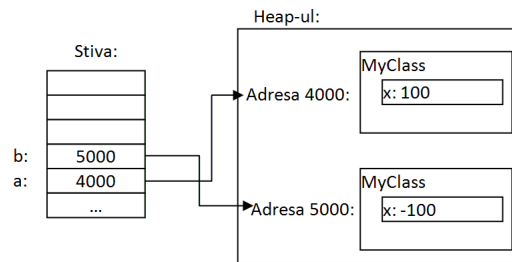 Heap-ul:
Stiva:
MyClass
x: 100
Adresa 4000:
b: 5000
a: 4000
...
MyClass
x: -100
Adresa 5000: